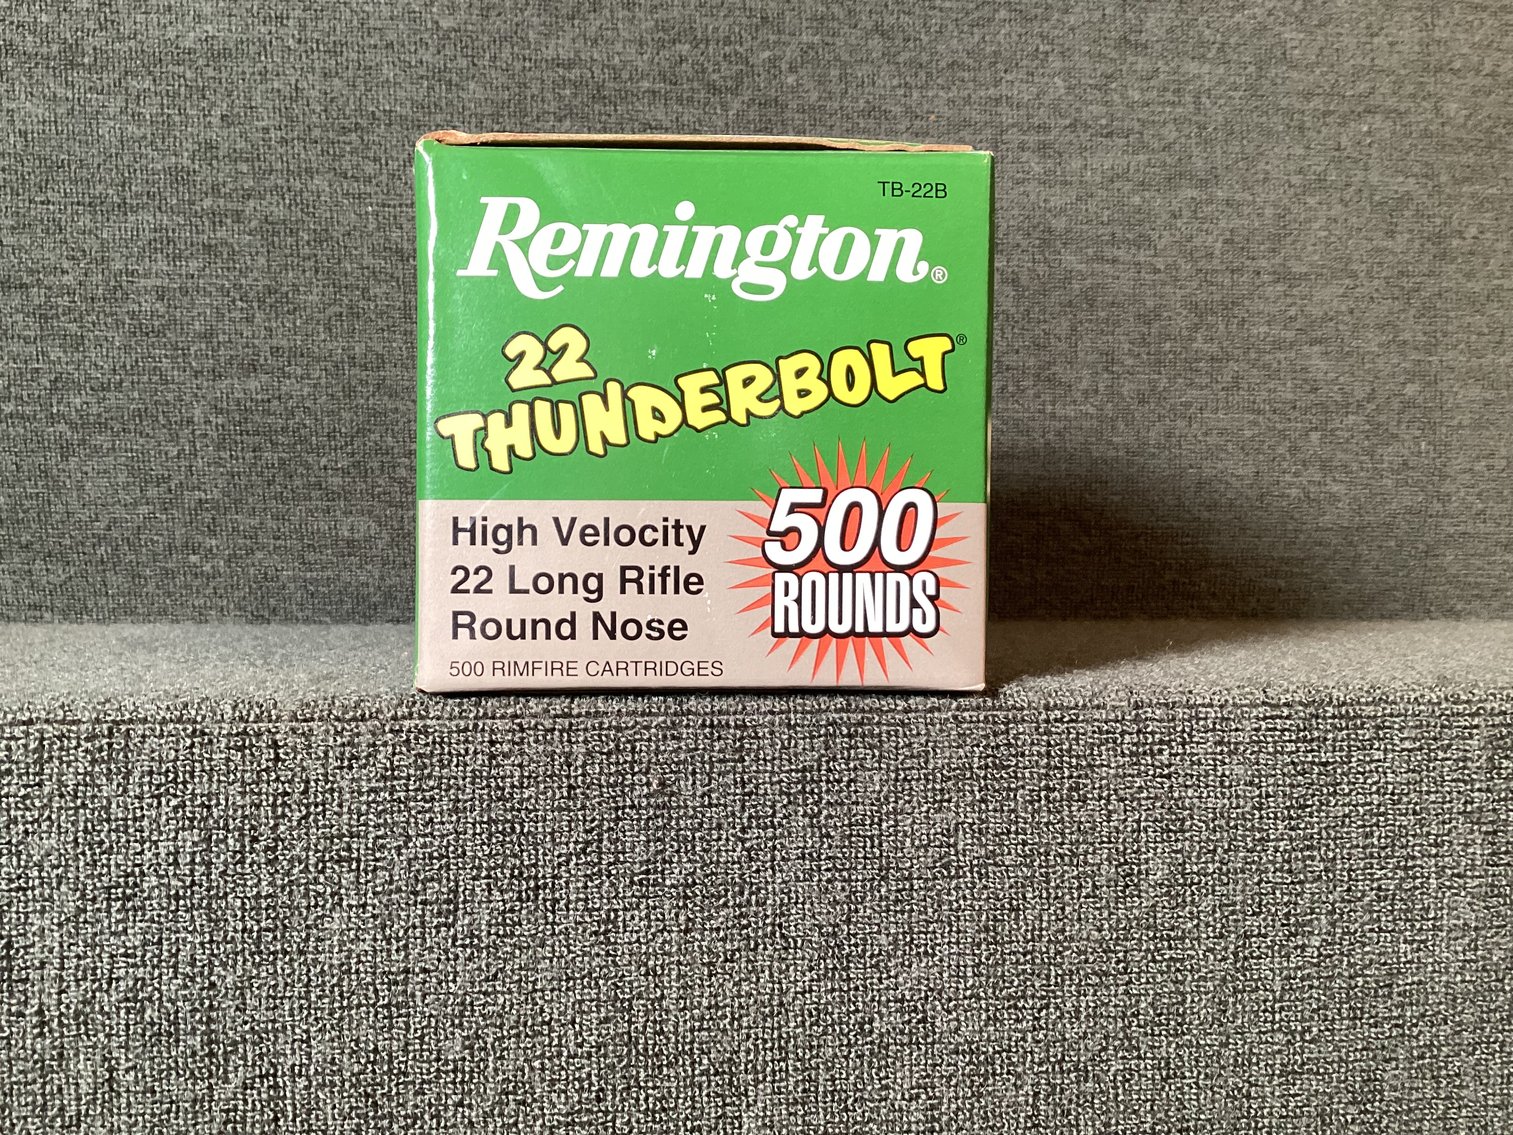 TB-22B
Remington®
22
THUNDERBOLT®
High Velocity
22 Long Rifle
Round Nose
500 RIMFIRE CARTRIDGES
500
ROUNDS